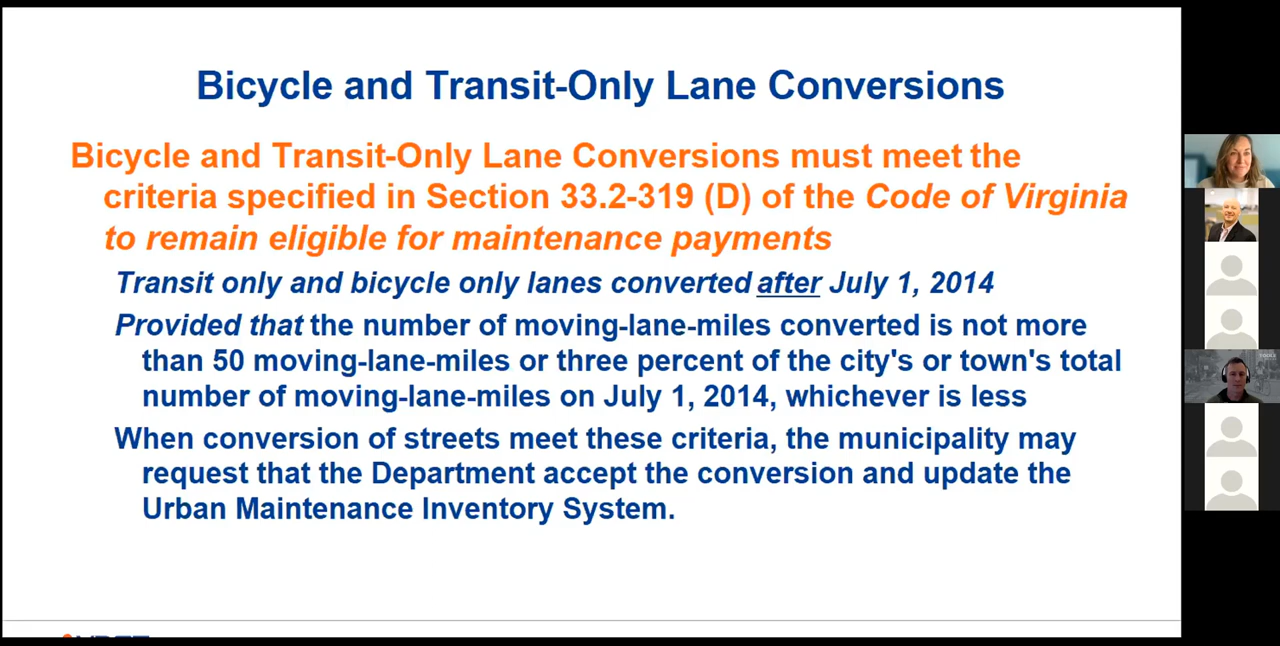 Bicycle and Transit-Only Lane Conversions
Bicycle and Transit-Only Lane Conversions must meet the
criteria specified in Section 33.2-319 (D) of the Code of Virginia
to remain eligible for maintenance payments
Transit only and bicycle only lanes converted after July 1, 2014
Provided that the number of moving-lane-miles converted is not more
than 50 moving-lane-miles or three percent of the city's or town's total
number of moving-lane-miles on July 1, 2014, whichever is less
When conversion of streets meet these criteria, the municipality may
request that the Department accept the conversion and update the
Urban Maintenance Inventory System.